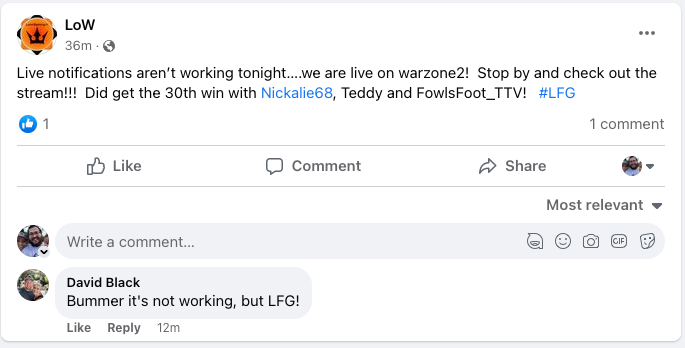 LoW
36m ·
Live notifications aren’t working tonight....we are live on warzone2! Stop by and check out the
stream!!! Did get the 30th win with Nickalie68, Teddy and FowlsFoot_TTV! #LFG
1
1 comment
Like
Comment
Share
Most relevant
Write a comment...
GIF
David Black
Bummer it's not working, but LFG!
Like Reply 12m